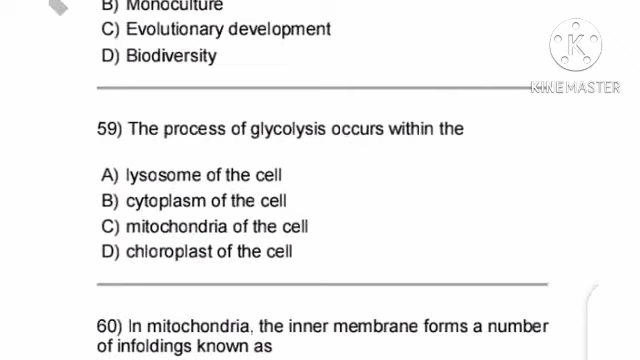 B) Monoculture
C) Evolutionary development
D) Biodiversity
K
KINEMASTER
59) The process of glycolysis occurs within the
A) lysosome of the cell
B) cytoplasm of the cell
C) mitochondria of the cell
D) chloroplast of the cell
60) In mitochondria, the inner membrane forms a number
of infoldings known as